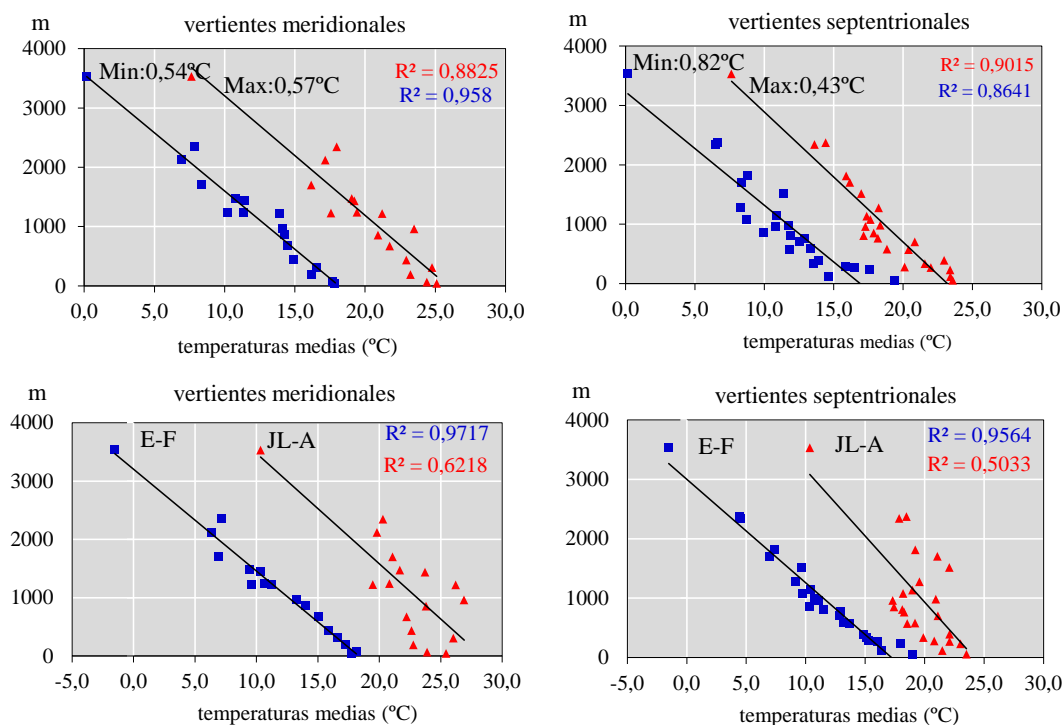 m vertientes meridionales
4000
3000
2000
1000
0
Min:0,54ºC
Max:0,57ºC
R² = 0,8825
R² = 0,958
0,0 5,0 10,0 15,0 20,0 25,0 30,0
temperaturas medias (ºC)
m vertientes septentrionales
4000
3000
2000
1000
0
Min:0,82ºC
Max:0,43ºC
R² = 0,9015
R² = 0,8641
0,0 5,0 10,0 15,0 20,0 25,0 30,0
temperaturas medias (ºC)
m vertientes meridionales
4000
3000
2000
1000
0
E-F JL-A
R² = 0,9717
R² = 0,6218
-5,0 0,0 5,0 10,0 15,0 20,0 25,0 30,0
temperaturas medias (ºC)
m vertientes septentrionales
4000
3000
2000
1000
0
E-F JL-A
R² = 0,9564
R² = 0,5033
-5,0 0,0 5,0 10,0 15,0 20,0 25,0 30,0
temperaturas medias (ºC)